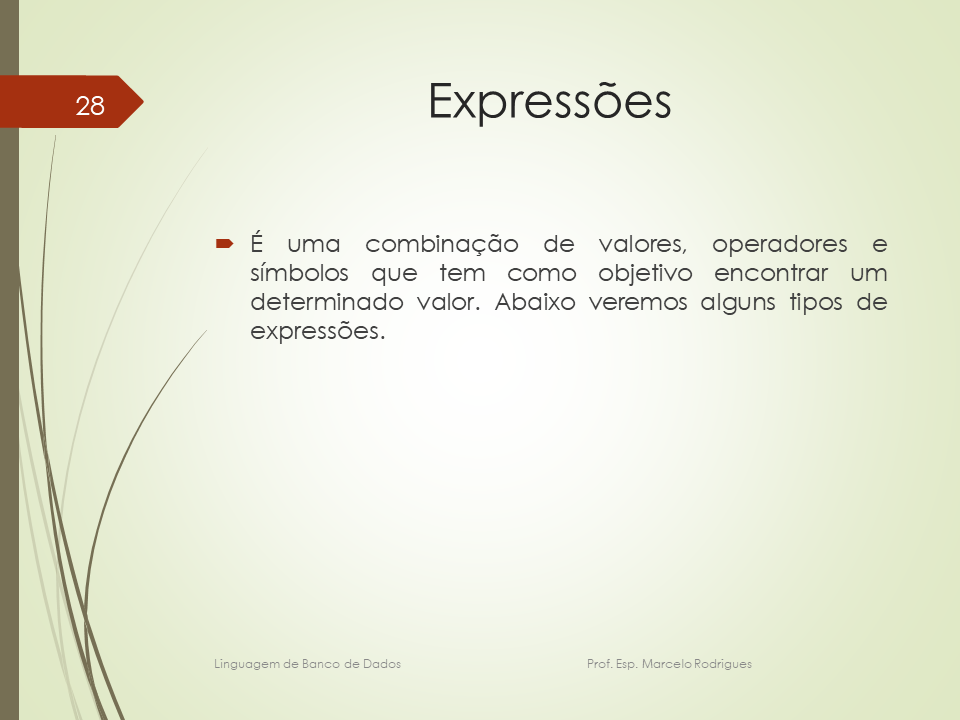 28
Expressões
É uma combinação de valores, operadores e
símbolos que tem como objetivo encontrar um
determinado valor. Abaixo veremos alguns tipos de
expressões.
Linguagem de Banco de Dados
Prof. Esp. Marcelo Rodrigues